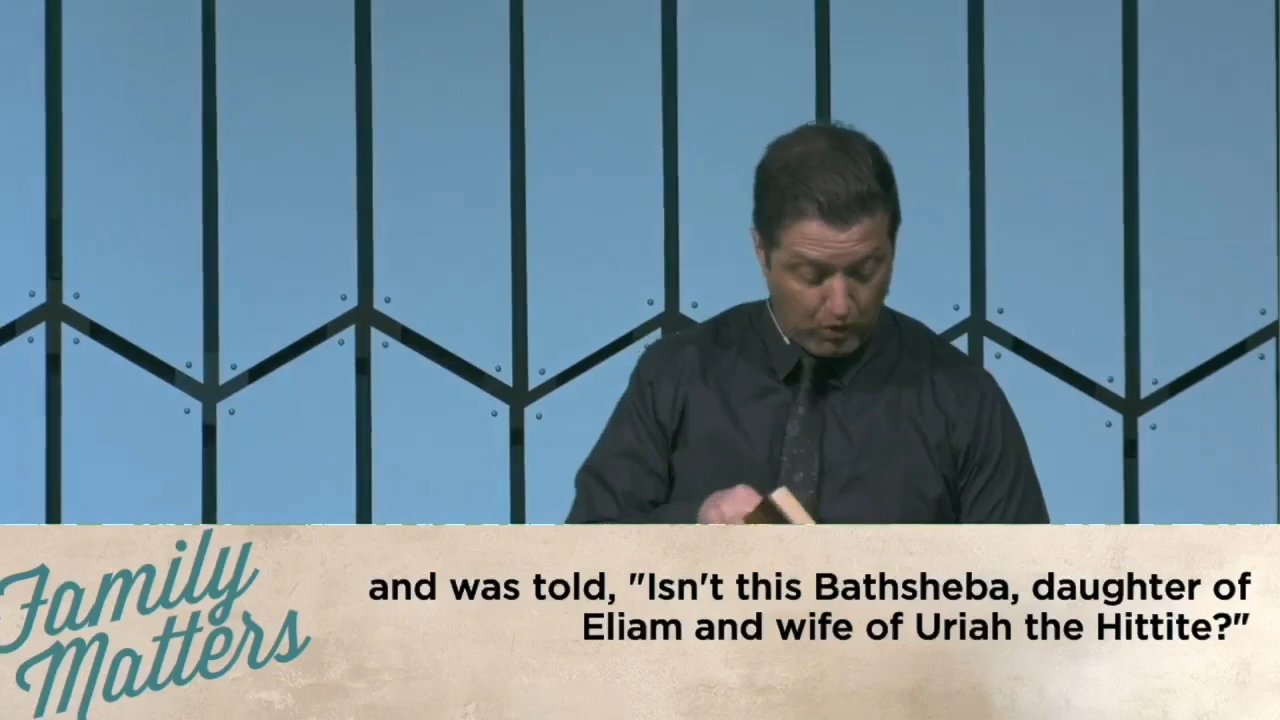 Family
Matters
and was told, "Isn't this Bathsheba, daughter of
Eliam and wife of Uriah the Hittite?"